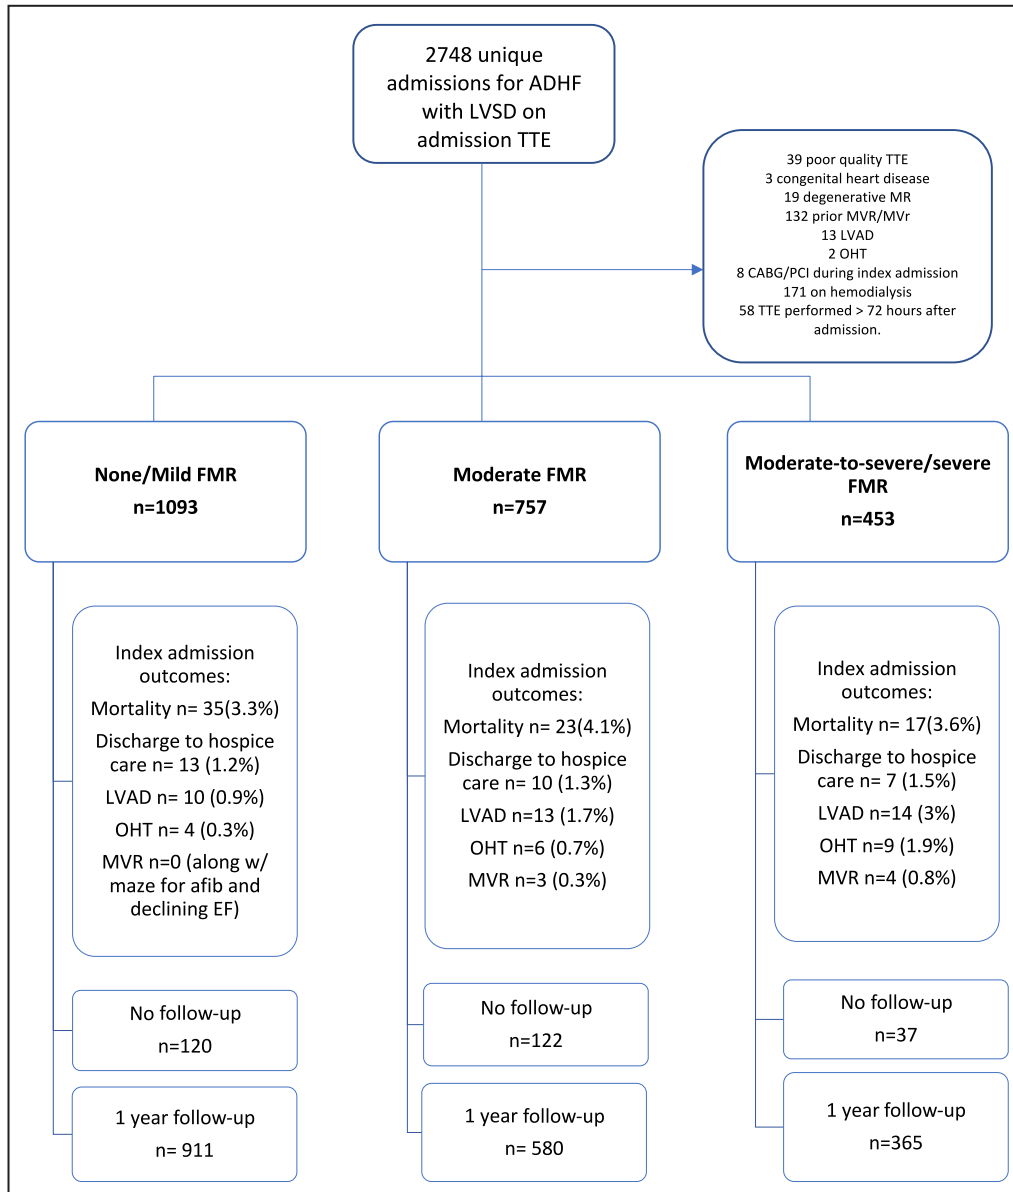 2748 unique
admissions for ADHF
with LVSD on
admission TTE
39 poor quality TTE
3 congenital heart disease
19 degenerative MR
132 prior MVR/MVr
13 LVAD
2 OHT
8 CABG/PCI during index admission
171 on hemodialysis
58 TTE performed > 72 hours after
admission.
None/Mild FMR
n=1093
Moderate FMR
n=757
Moderate-to-severe/severe
FMR
n=453
Index admission
outcomes:
Mortality n= 35(3.3%)
Discharge to hospice
care n= 13 (1.2%)
LVAD n= 10 (0.9%)
OHT n= 4 (0.3%)
MVR n=0 (along w/
maze for afib and
declining EF)
Index admission
outcomes:
Mortality n= 23(4.1%)
Discharge to hospice
care n= 10 (1.3%)
LVAD n=13 (1.7%)
OHT n=6 (0.7%)
MVR n=3 (0.3%)
Index admission
outcomes:
Mortality n= 17(3.6%)
Discharge to hospice
care n= 7 (1.5%)
LVAD n=14 (3%)
OHT n=9 (1.9%)
MVR n=4 (0.8%)
No follow-up
n=120
No follow-up
n=122
No follow-up
n=37
1 year follow-up
n= 911
1 year follow-up
n= 580
1 year follow-up
n=365